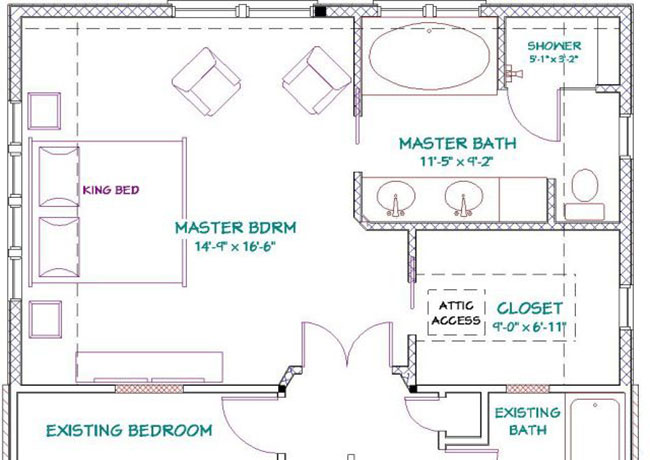 SHOWER
5'-1" x 3'-2"
MASTER BATH
11'-5" x 9'-2"
KING BED
MASTER BDRM
14'-9" x 16'-6"
ATTIC
ACCESS
CLOSET
9'-0" x 6'-11"
EXISTING BEDROOM
EXISTING
BATH